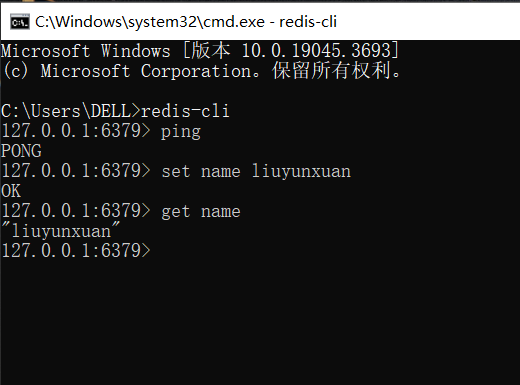 C:\Windows\system32\cmd.exe - redis-cli
Microsoft Windows [版本 10.0.19045.3693]
(c) Microsoft Corporation。保留所有权利。
C:\Users\DELL>redis-cli
127.0.0.1:6379> ping
PONG
127.0.0.1:6379> set name liuyunxuan
OK
127.0.0.1:6379> get name
"liuyunxuan"
127.0.0.1:6379>